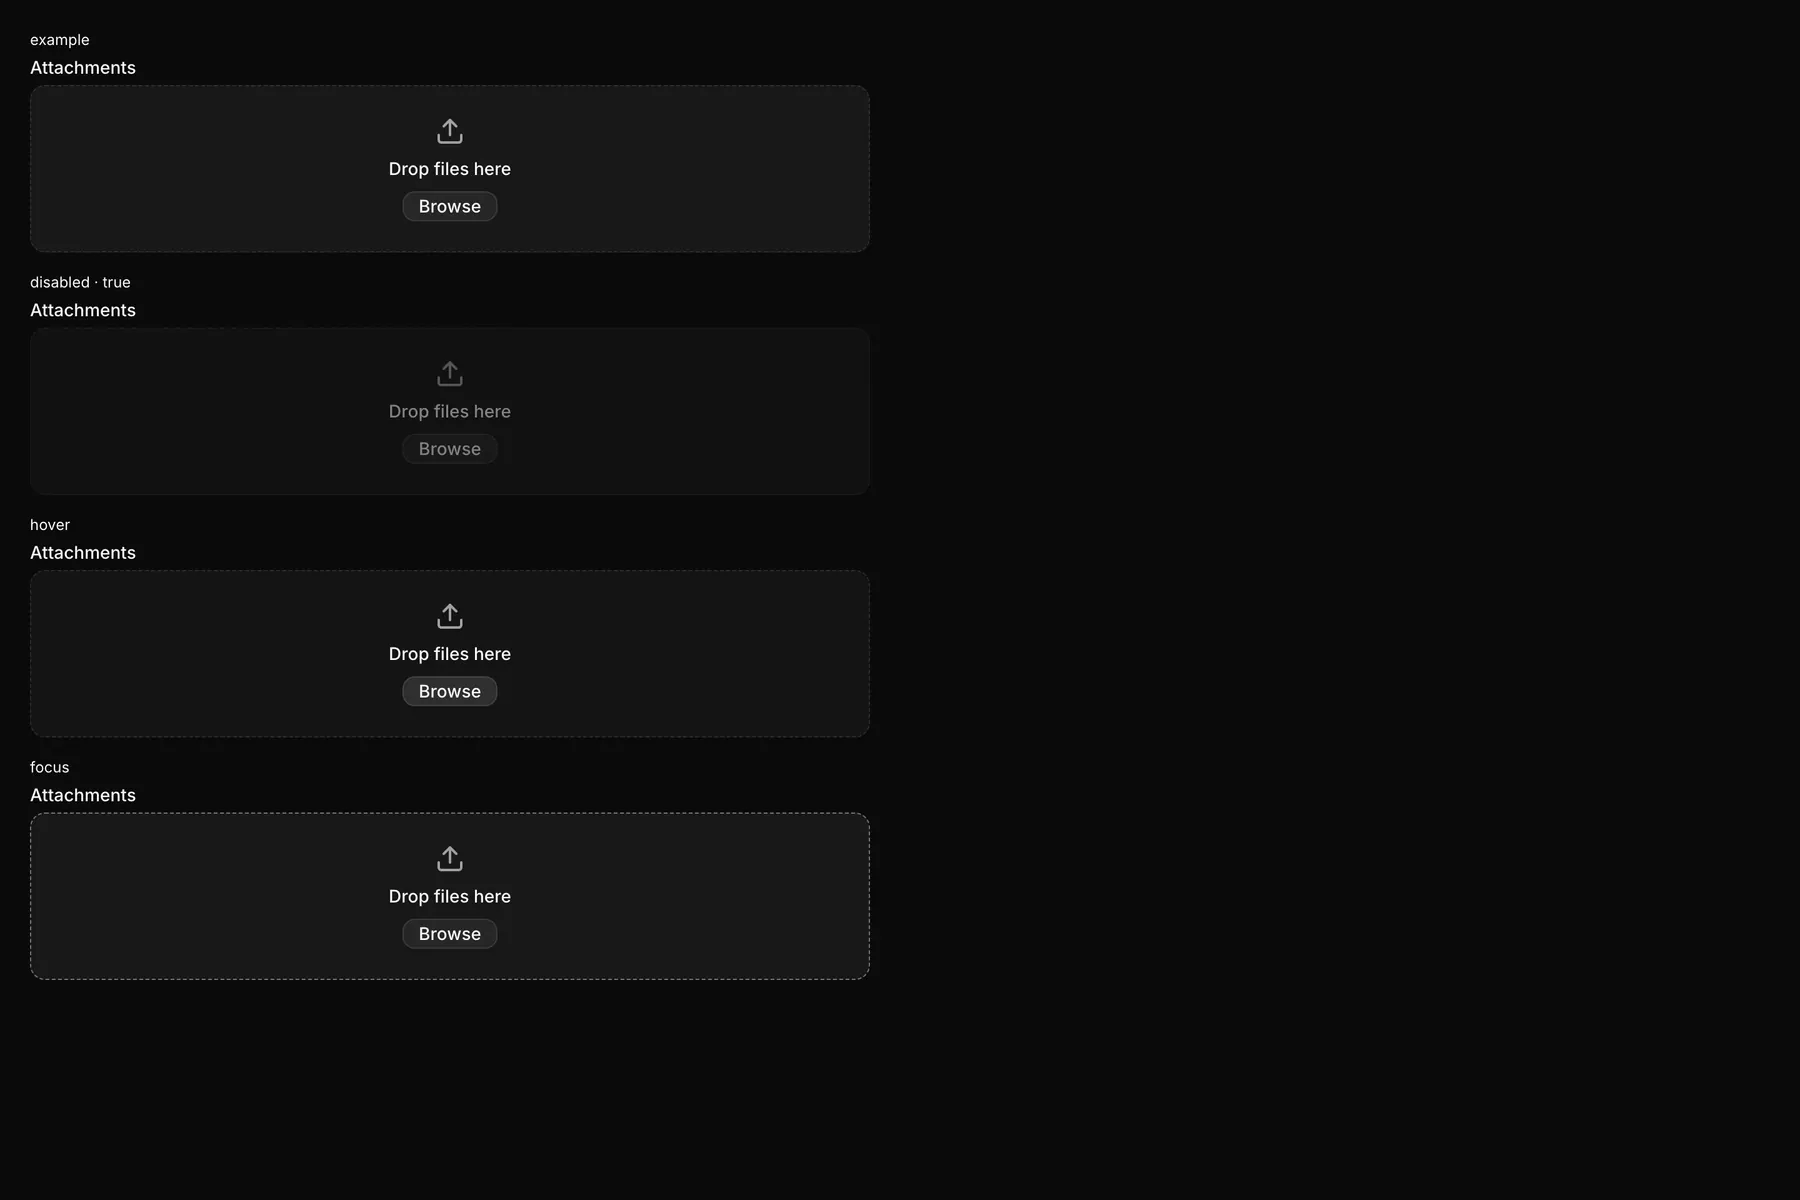 example
Attachments
Drop files here
Browse
disabled · true
Attachments
Drop files here
Browse
hover
Attachments
Drop files here
Browse
focus
Attachments
Drop files here
Browse